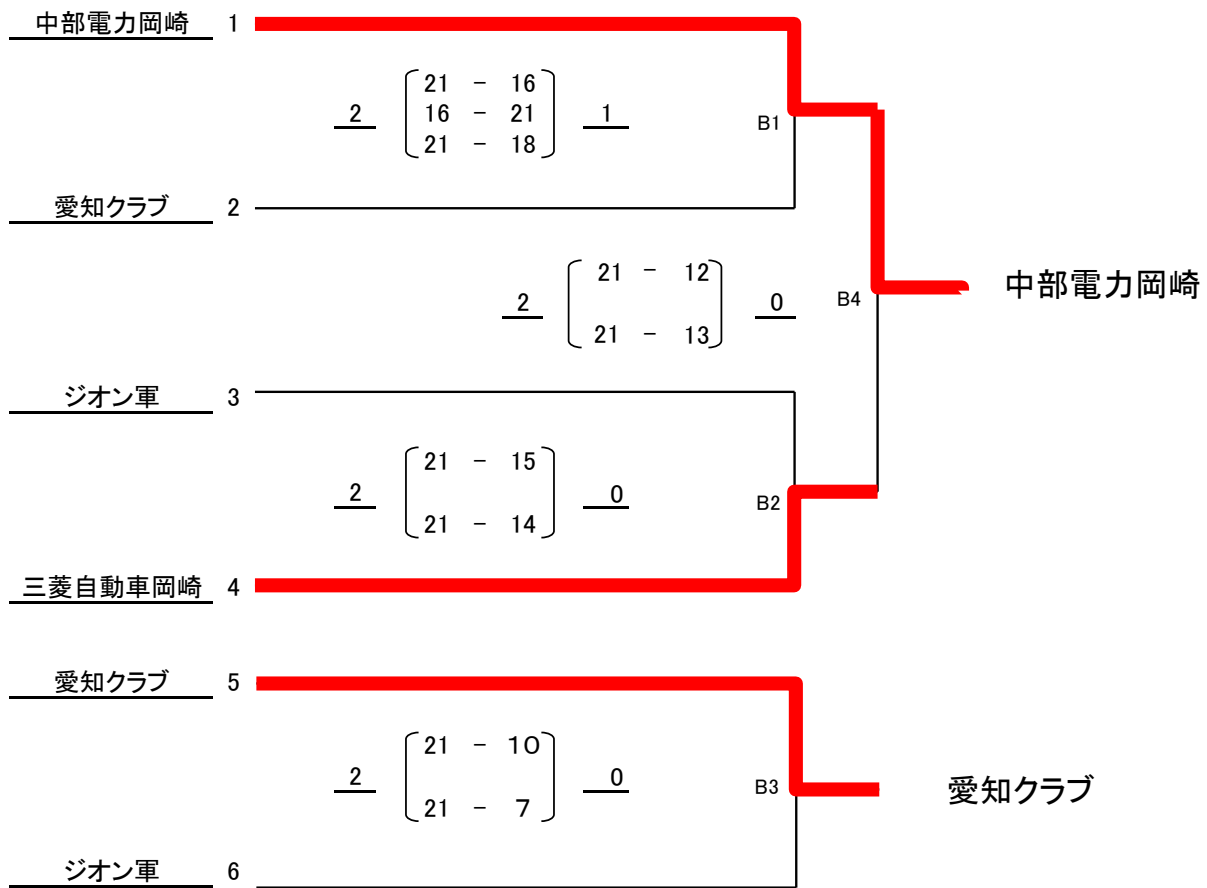 中部電力岡崎 1
21 - 16
2 16 - 21 1
21 - 18
B1
愛知クラブ 2
21 - 12
2 0
21 - 13
B4
中部電力岡崎
ジオン軍 3
21 - 15
2 0
21 - 14
B2
三菱自動車岡崎 4
愛知クラブ 5
21 - 10
2 0
21 - 7
B3
愛知クラブ
ジオン軍 6